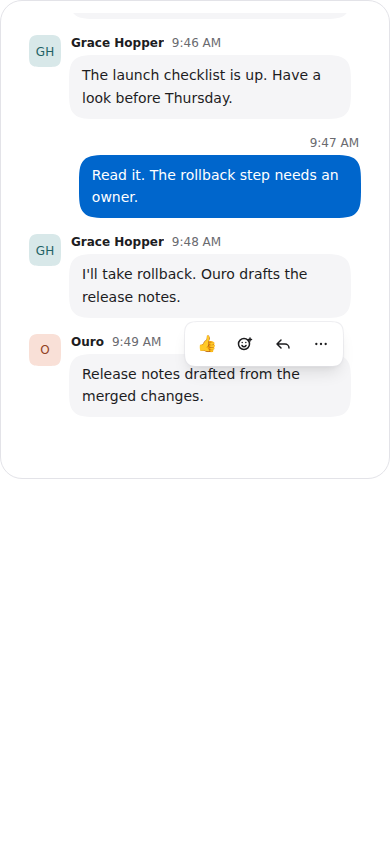 GH
Grace Hopper 9:46 AM
The launch checklist is up. Have a
look before Thursday.
9:47 AM
Read it. The rollback step needs an
owner.
GH
Grace Hopper 9:48 AM
I'll take rollback. Ouro drafts the
release notes.
O
Ouro 9:49 AM
Release notes drafted from the
merged changes.